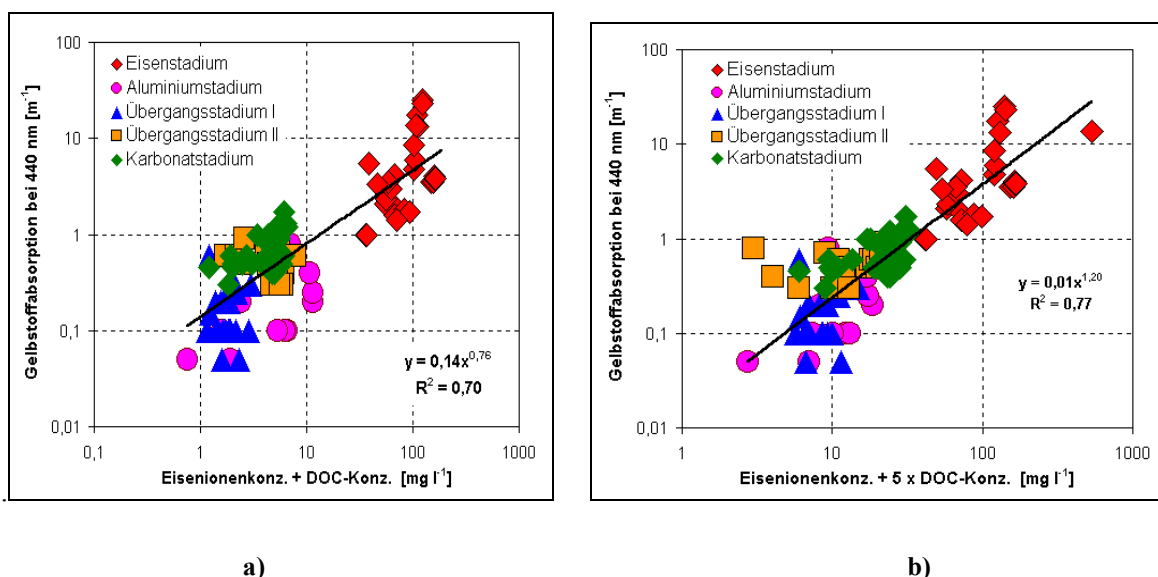 100
10
1
0,1
0,01
0,1
1
10
100
1000
Gelbstoffabsorption bei 440 nm [m⁻¹]
Eisenstadium
Aluminiumstadium
Übergangsstadium I
Übergangsstadium II
Karbonatstadium
y = 0,14x^0,76
R² = 0,70
Eisenionenkonz. + DOC-Konz. [mg l⁻¹]
a)
100
10
1
0,1
0,01
1
10
100
1000
Gelbstoffabsorption bei 440 nm [m⁻¹]
Eisenstadium
Aluminiumstadium
Übergangsstadium I
Übergangsstadium II
Karbonatstadium
y = 0,01x^1,20
R² = 0,77
Eisenionenkonz. + 5 x DOC-Konz. [mg l⁻¹]
b)